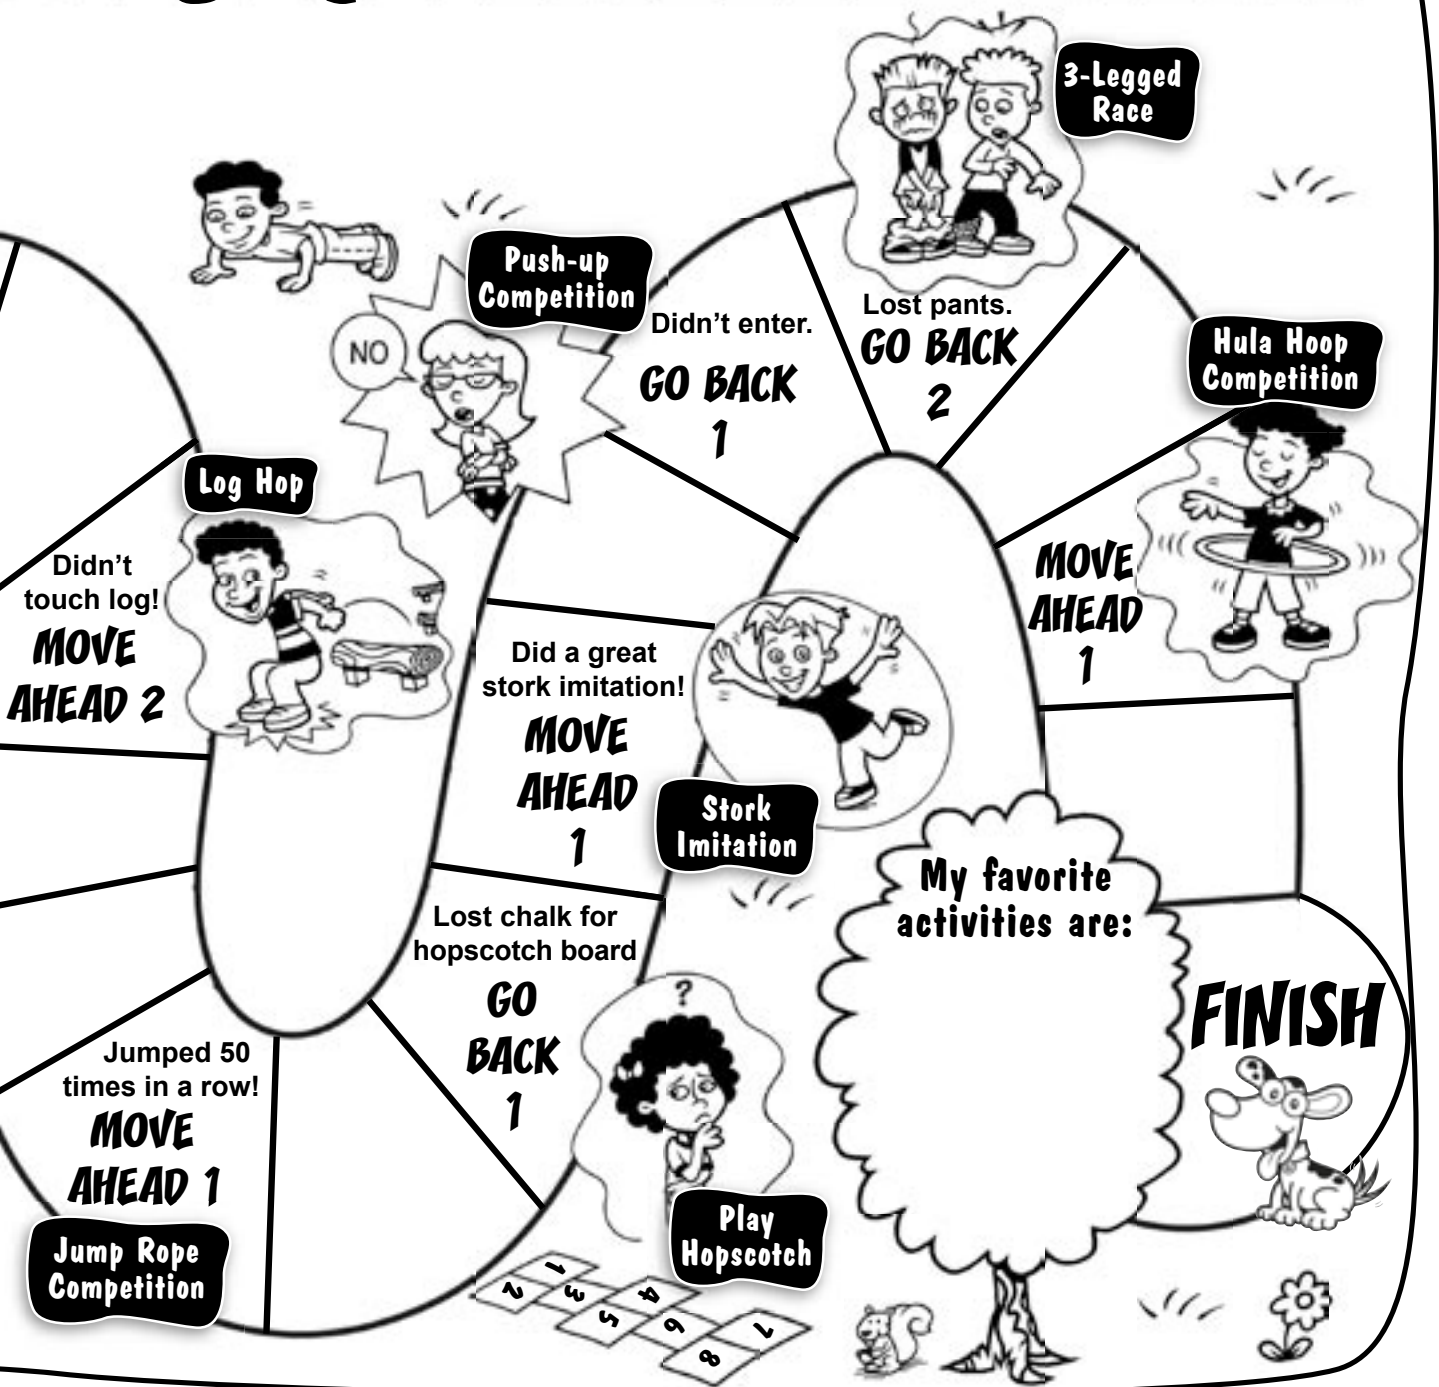 3-Legged
Race
Push-up
Competition
NO
Didn't enter.
GO BACK
1
Lost pants.
GO BACK
2
Hula Hoop
Competition
MOVE
AHEAD
1
Log Hop
Didn't
touch log!
MOVE
AHEAD 2
Did a great
stork imitation!
MOVE
AHEAD
1
Stork
Imitation
Lost chalk for
hopscotch board
GO
BACK
1
?
Play
Hopscotch
Jumped 50
times in a row!
MOVE
AHEAD 1
Jump Rope
Competition
1
2
3
4
5
6
7
8
My favorite
activities are:
FINISH